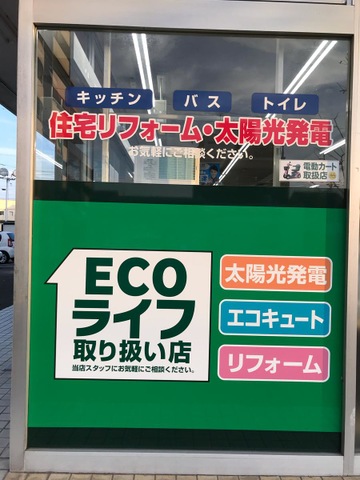 キッチン バス トイレ
住宅リフォーム・太陽光発電
お気軽にご相談ください。
電動カート
取扱店
ECO
ライフ
取り扱い店
当店スタッフにお気軽にご相談ください。
太陽光発電
エコキュート
リフォーム